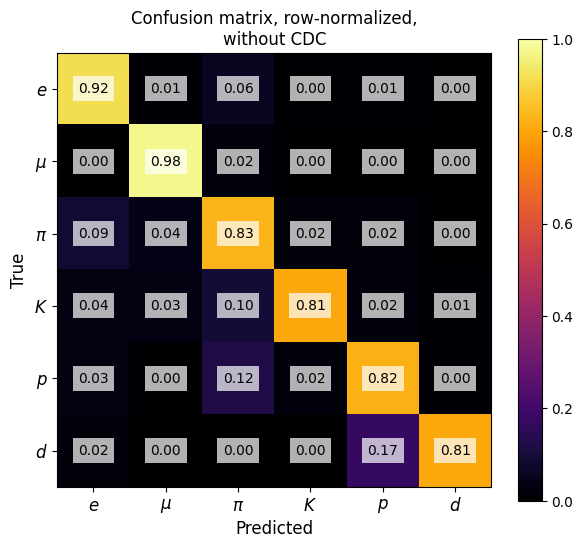 Confusion matrix, row-normalized,
without CDC
True
e 0.92 0.01 0.06 0.00 0.01 0.00
μ 0.00 0.98 0.02 0.00 0.00 0.00
π 0.09 0.04 0.83 0.02 0.02 0.00
K 0.04 0.03 0.10 0.81 0.02 0.01
p 0.03 0.00 0.12 0.02 0.82 0.00
d 0.02 0.00 0.00 0.00 0.17 0.81
e μ π K p d
Predicted
1.0
0.8
0.6
0.4
0.2
0.0